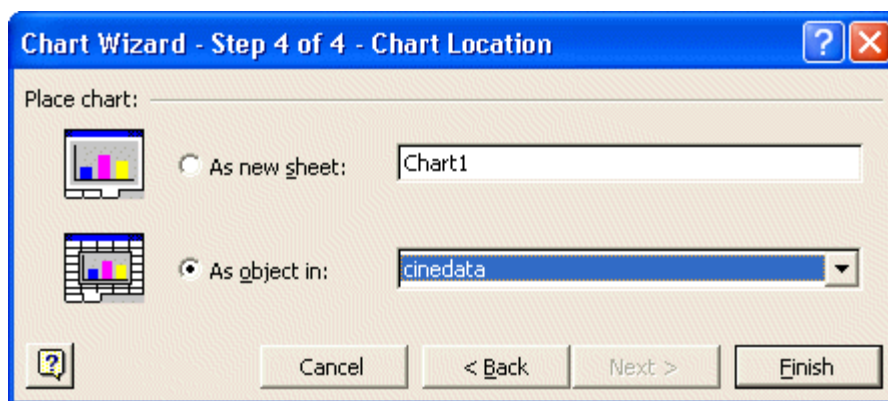 Chart Wizard - Step 4 of 4 - Chart Location
Place chart:
As new sheet: Chart1
As object in: cinedata
Cancel < Back Next > Finish